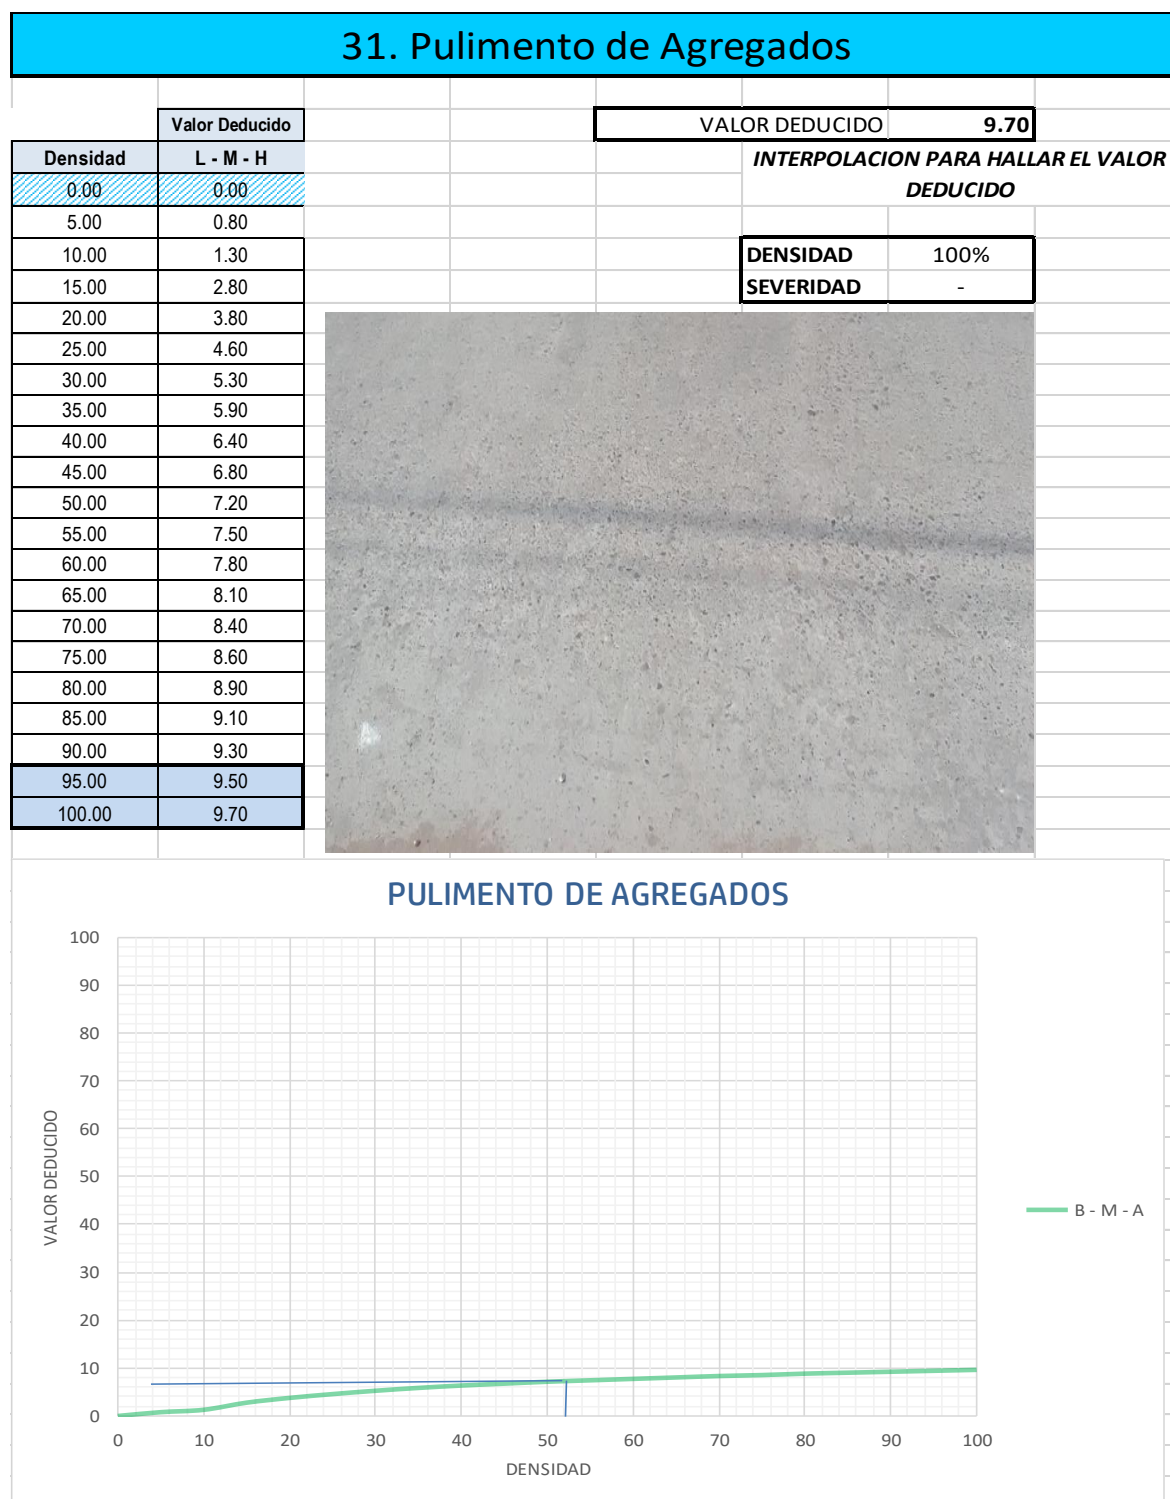 31. Pulimento de Agregados
Valor Deducido
VALOR DEDUCIDO 9.70
Densidad L - M - H
INTERPOLACION PARA HALLAR EL VALOR
DEDUCIDO
0.00 0.00
5.00 0.80
10.00 1.30
DENSIDAD 100%
15.00 2.80
SEVERIDAD -
20.00 3.80
25.00 4.60
30.00 5.30
35.00 5.90
40.00 6.40
45.00 6.80
50.00 7.20
55.00 7.50
60.00 7.80
65.00 8.10
70.00 8.40
75.00 8.60
80.00 8.90
85.00 9.10
90.00 9.30
95.00 9.50
100.00 9.70
PULIMENTO DE AGREGADOS
100
90
80
70
60
50
40
30
20
10
0
VALOR DEDUCIDO
B - M - A
0 10 20 30 40 50 60 70 80 90 100
DENSIDAD